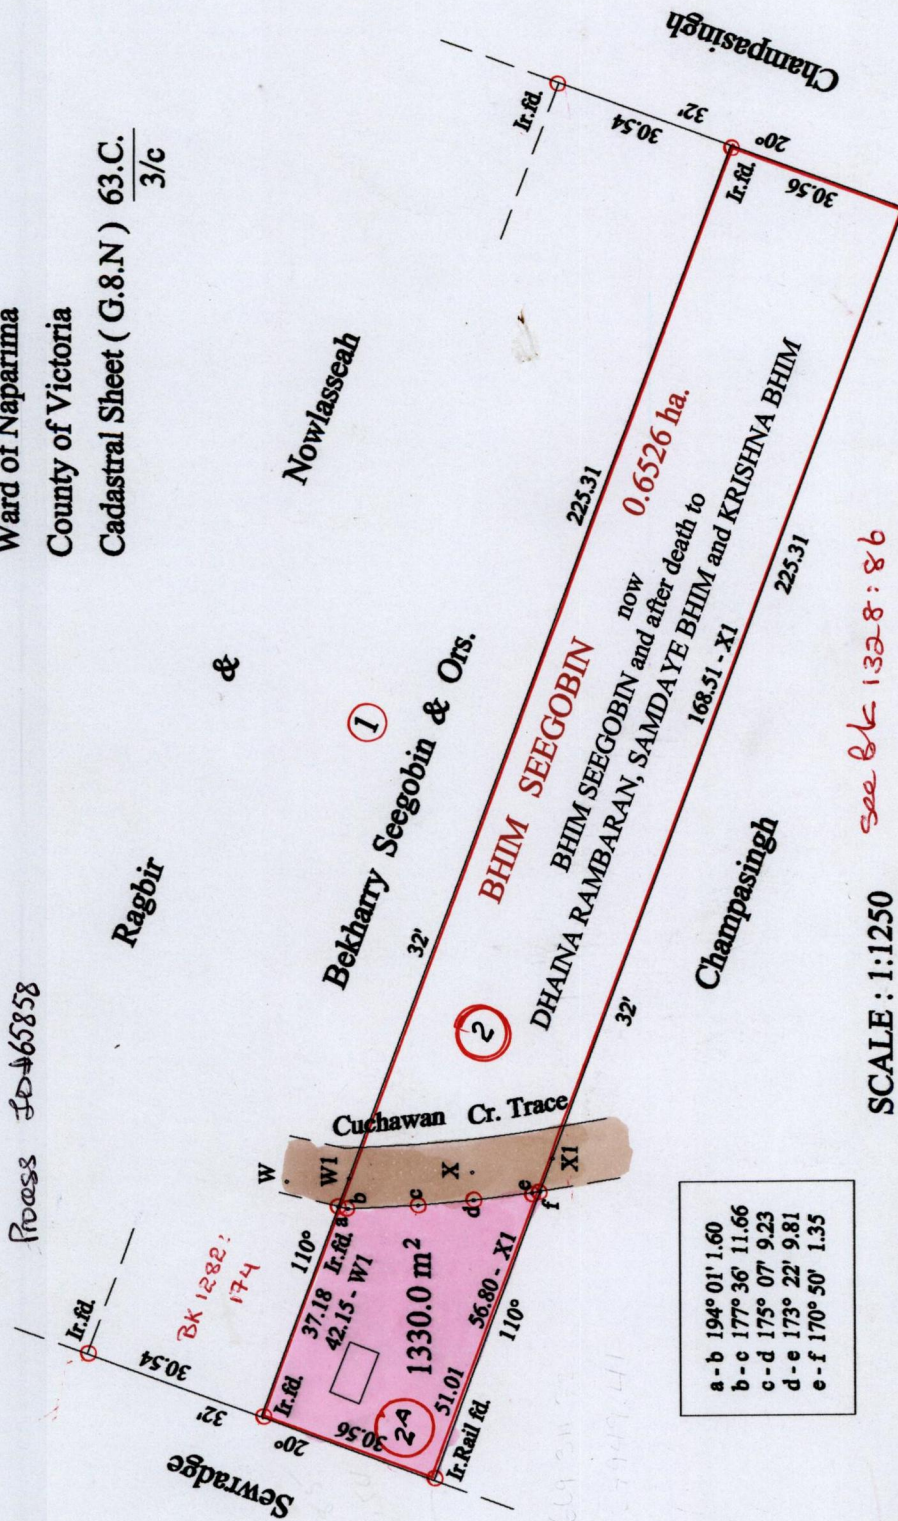 Process ID#65858
Ward of Naparima
County of Victoria
Cadastral Sheet ( G.8.N ) 63.C.
3/c
Ragbir
&
Nowlasseah
Champasingh
Sewradge
Ir.fd.
30.54
32'
BK 1282:
174
Ir.fd.
20°
30.56
Ir.Rail fd.
110°
37.18
Ir.fd.
42.15 - W1
1330.0 m²
2A
51.01
56.80 - X1
110°
a
b
c
d
e
f
W
W1
X
X1
Cuchawan Cr. Trace
1
Bekharry Seegobin & Ors.
32'
225.31
2
BHIM SEEGOBIN
0.6526 ha.
now
BHIM SEEGOBIN and after death to
DHAINA RAMBARAN, SAMDAYE BHIM and KRISHNA BHIM
32'
168.51 - X1
225.31
Champasingh
Ir.fd.
30.54
32'
20°
Ir.fd.
30.56
a - b 194° 01' 1.60
b - c 177° 36' 11.66
c - d 175° 07' 9.23
d - e 173° 22' 9.81
e - f 170° 50' 1.35
SCALE : 1:1250
see Bk 1328:86